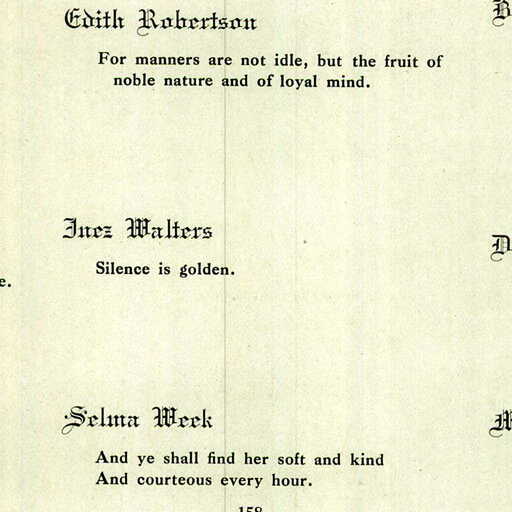 Edith Robertson
For manners are not idle, but the fruit of
noble nature and of loyal mind.
Inez Walters
Silence is golden.
e.
Selma Week
And ye shall find her soft and kind
And courteous every hour.
158